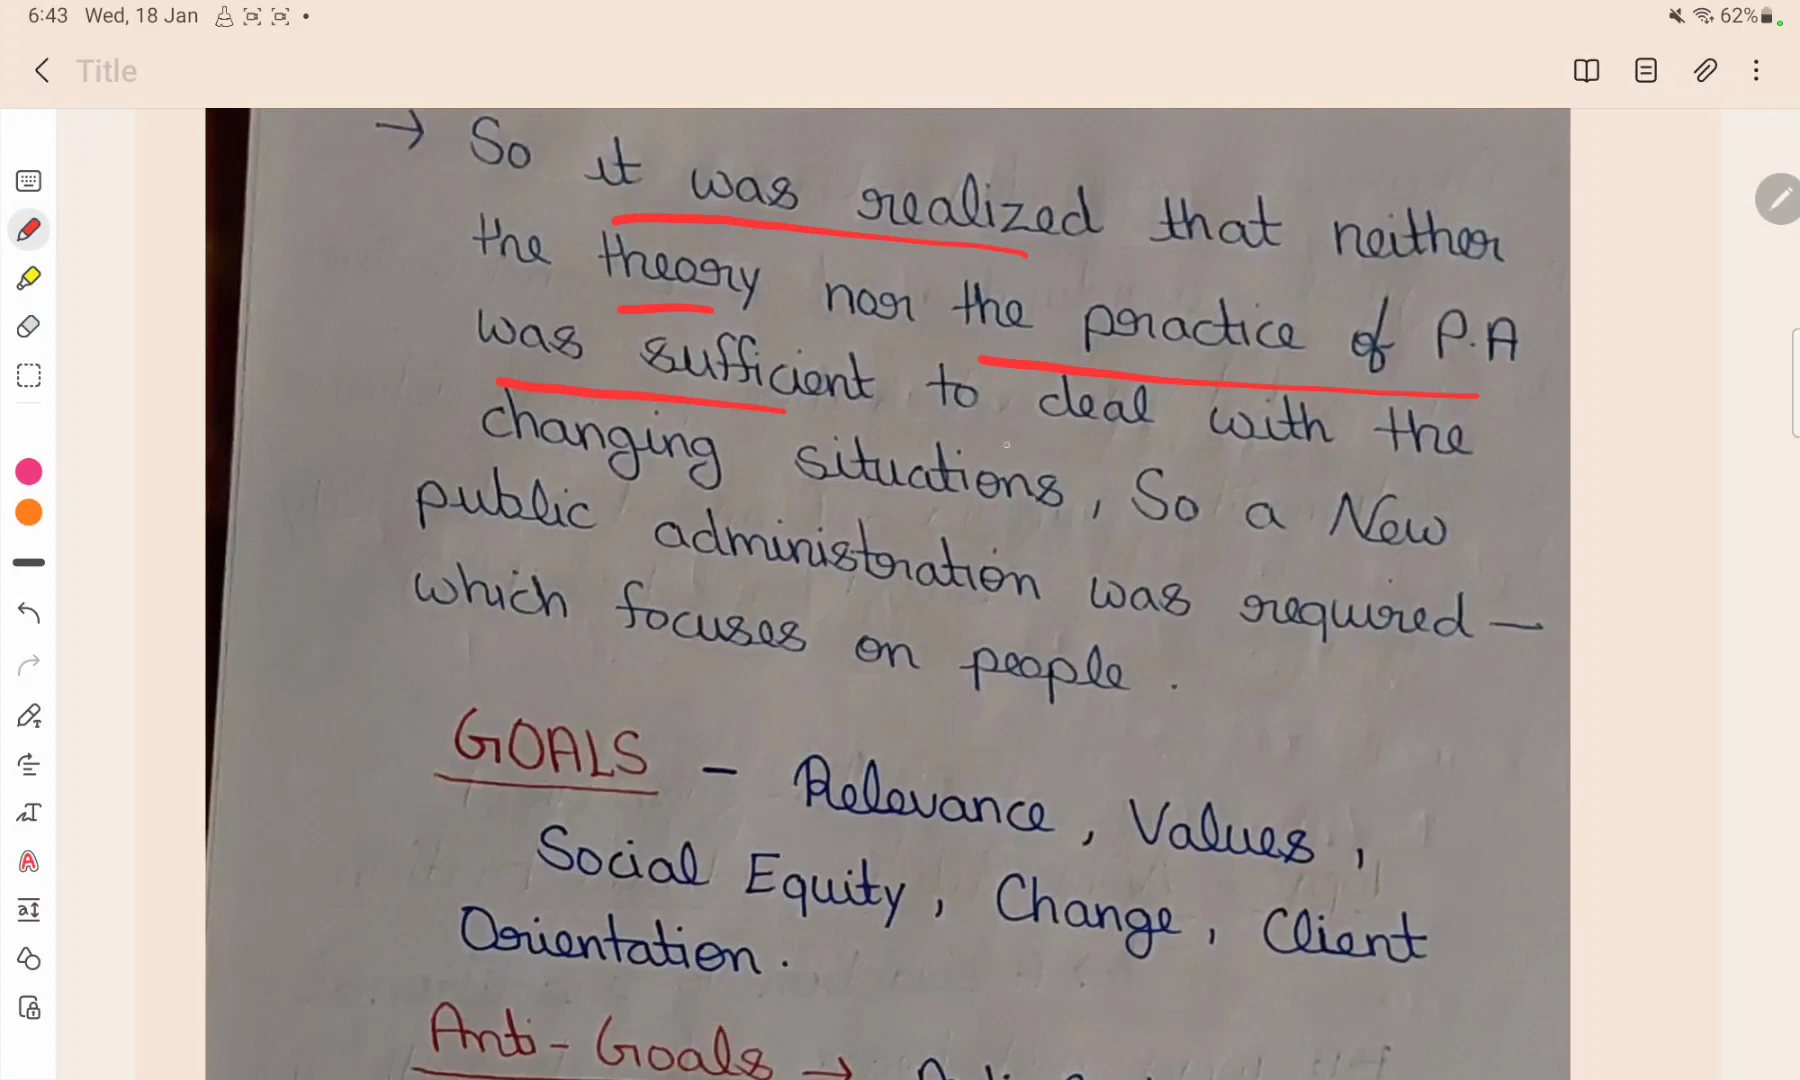 6:43 Wed, 18 Jan
62%
Title
→ So it was realized that neither
the theory nor the practice of P.A
was sufficient to deal with the
changing situations, So a New
public administration was required —
which focuses on people.
GOALS - Relevance, Values,
Social Equity, Change, Client
Orientation.
Anti-Goals →